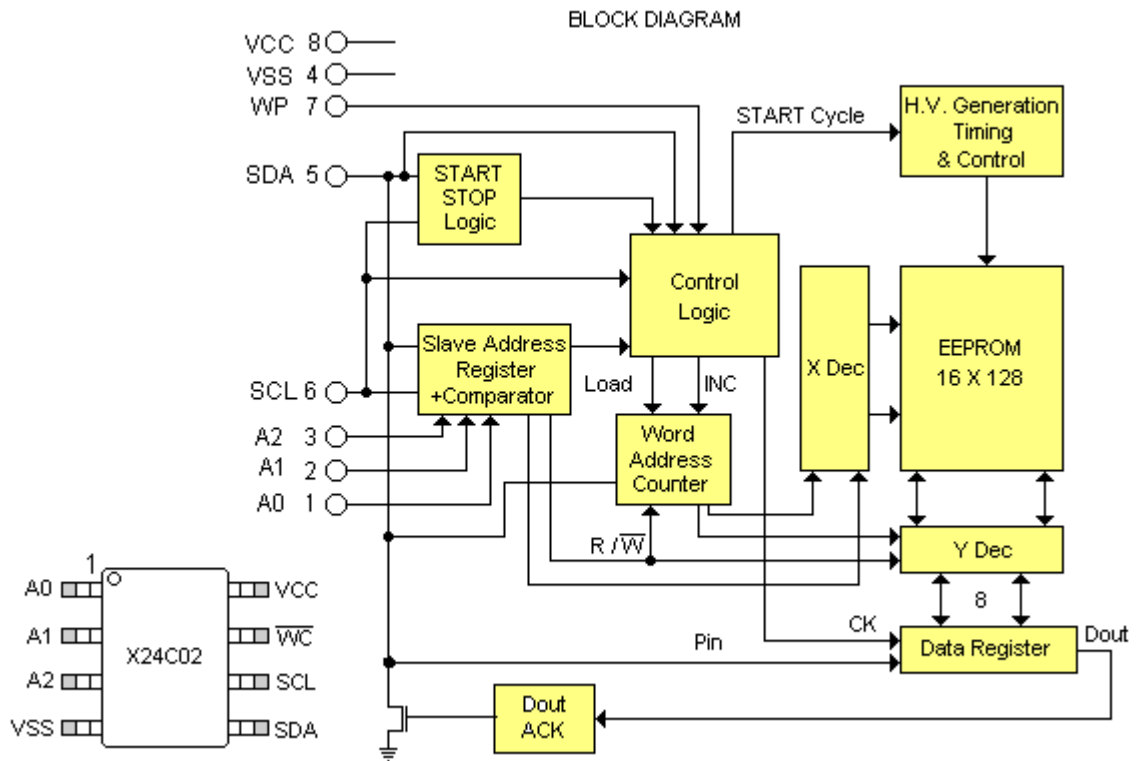 BLOCK DIAGRAM
VCC 8
VSS 4
WP 7
SDA 5
START
STOP
Logic
START Cycle
H.V. Generation
Timing
& Control
Control
Logic
Slave Address
Register
+Comparator
SCL 6
A2 3
A1 2
A0 1
Load
INC
X Dec
EEPROM
16 X 128
Word
Address
Counter
R / W̅
Y Dec
8
CK
Pin
Data Register
Dout
Dout
ACK
1
A0
A1
A2
VSS
X24C02
VCC
W̅C̅
SCL
SDA